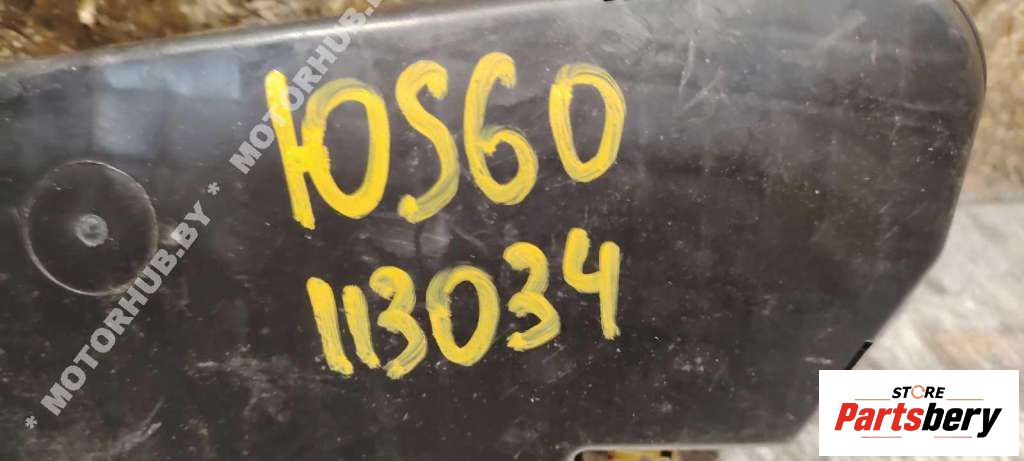 ЮS60
113034
* MOTORHUB.BY * MOTORHUB.BY
STORE
Partsbery